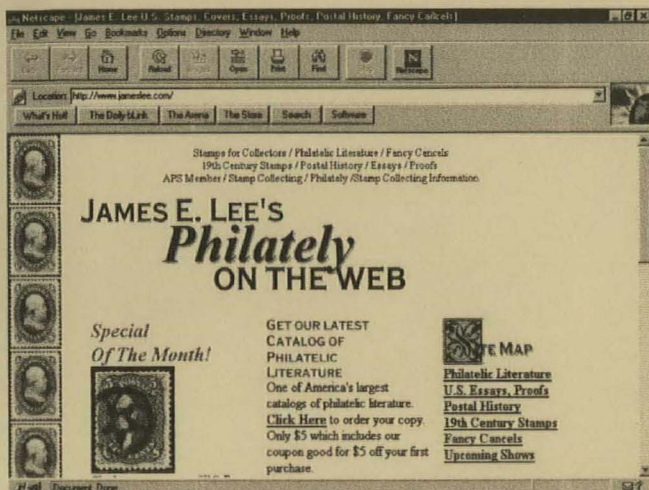 Netscape - [James E. Lee U.S. Stamps, Covers, Essays, Proofs, Postal History, Fancy Cancels]
File Edit View Go Bookmarks Options Directory Window Help
Home Reload Open Print Find Netscape
Location: http://www.jameslee.com/
What's Hot! The Daily bLink The Arena The Store Search Software
Stamps for Collectors / Philatelic Literature / Fancy Cancels
19th Century Stamps / Postal History / Essays / Proofs
APS Member / Stamp Collecting / Philately /Stamp Collecting Information
JAMES E. LEE'S
Philately
ON THE WEB
Special
Of The Month!
GET OUR LATEST
CATALOG OF
PHILATELIC
LITERATURE
One of America's largest
catalogs of philatelic literature.
Click Here to order your copy.
Only $5 which includes our
coupon good for $5 off your first
purchase.
SITE MAP
Philatelic Literature
U.S. Essays, Proofs
Postal History
19th Century Stamps
Fancy Cancels
Upcoming Shows
Document: Done